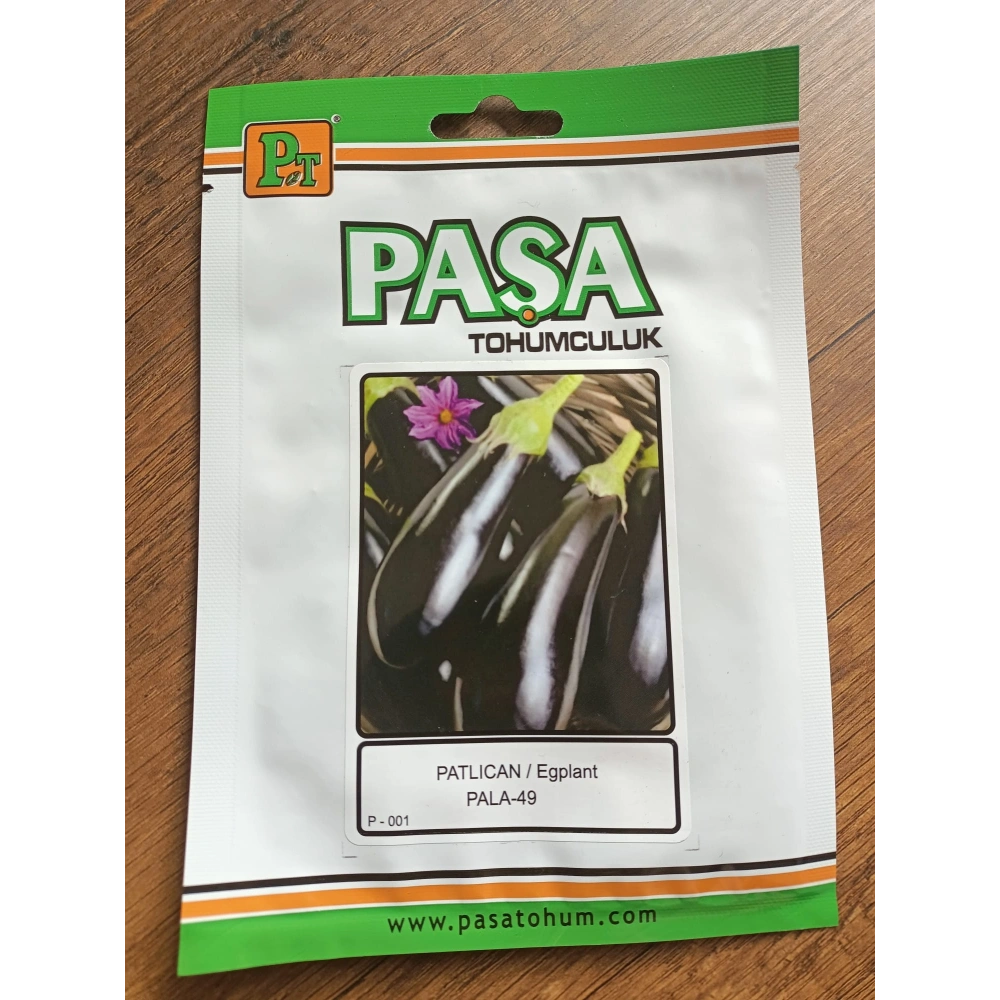 PT®
PAŞA
TOHUMCULUK
PATLICAN / Egplant
PALA-49
P - 001
www.pasatohum.com